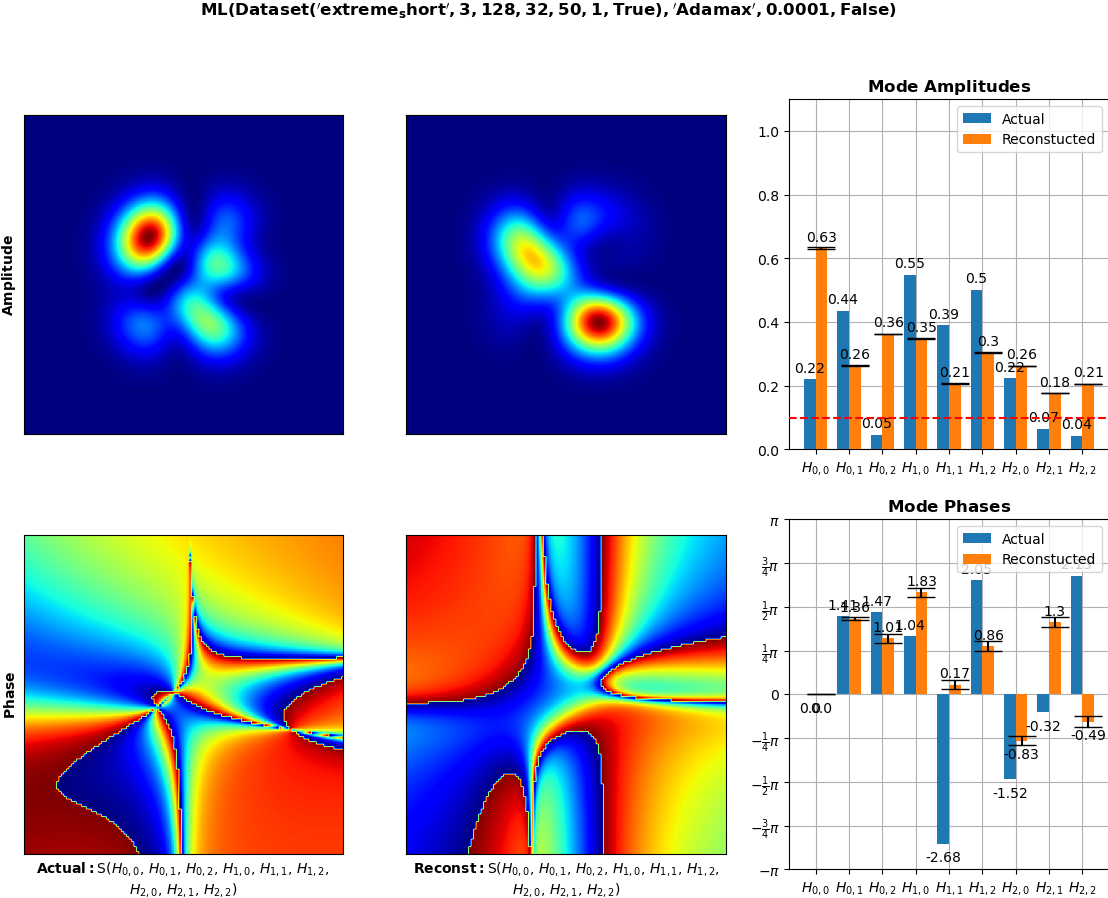 ML(Dataset('extreme_short', 3, 128, 32, 50, 1, True), 'Adamax', 0.0001, False)
Amplitude
Mode Amplitudes
Actual
Reconstucted
1.0
0.8
0.6
0.4
0.2
0.0
0.22
0.63
0.44
0.26
0.05
0.36
0.55
0.35
0.39
0.21
0.5
0.3
0.22
0.26
0.07
0.18
0.04
0.21
H0,0 H0,1 H0,2 H1,0 H1,1 H1,2 H2,0 H2,1 H2,2
Phase
Actual: S(H0,0, H0,1, H0,2, H1,0, H1,1, H1,2,
H2,0, H2,1, H2,2)
Reconst: S(H0,0, H0,1, H0,2, H1,0, H1,1, H1,2,
H2,0, H2,1, H2,2)
Mode Phases
Actual
Reconstucted
π
3/4π
1/2π
1/4π
0
−1/4π
−1/2π
−3/4π
−π
0.0
0.0
1.41
1.36
1.47
1.01
1.04
1.83
-2.68
0.17
2.05
0.86
-1.52
-0.83
-0.32
1.3
-0.49
H0,0 H0,1 H0,2 H1,0 H1,1 H1,2 H2,0 H2,1 H2,2